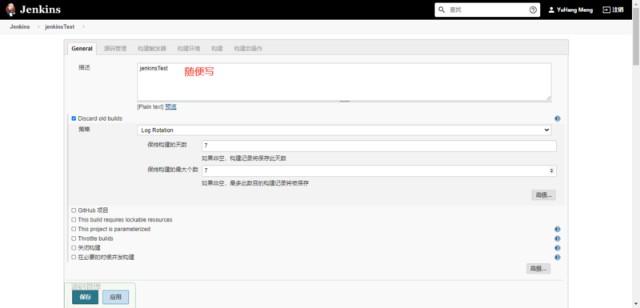 Jenkins
查找
YuHang Meng
注销
Jenkins
jenkinsTest
General 源码管理 构建触发器 构建环境 构建 构建后操作
描述
jenkinsTest
随便写
[Plain text] 预览
Discard old builds
策略
Log Rotation
保持构建的天数
7
如果非空，构建记录将保存此天数
保持构建的最大个数
7
如果非空，最多此数目的构建记录将被保存
高级...
GitHub 项目
This build requires lockable resources
This project is parameterized
Throttle builds
关闭构建
在必要的时候并发构建
高级...
保存
应用